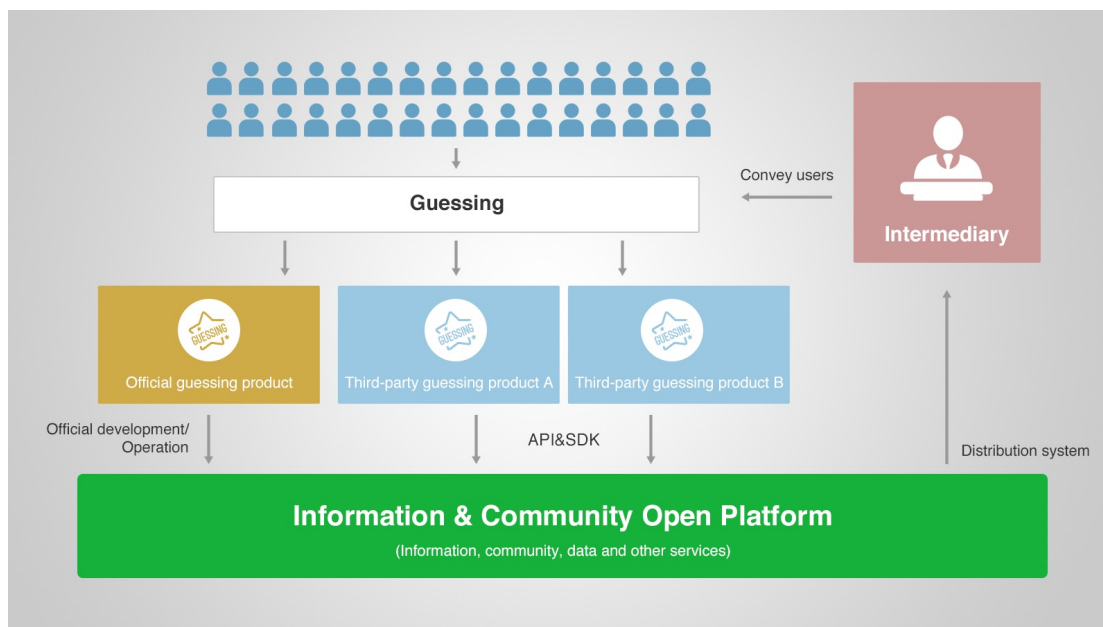 Convey users
Guessing
Intermediary
GUESSING
GUESSING
GUESSING
Official guessing product
Third-party guessing product A
Third-party guessing product B
Official development/
Operation
API&SDK
Distribution system
Information & Community Open Platform
(Information, community, data and other services)